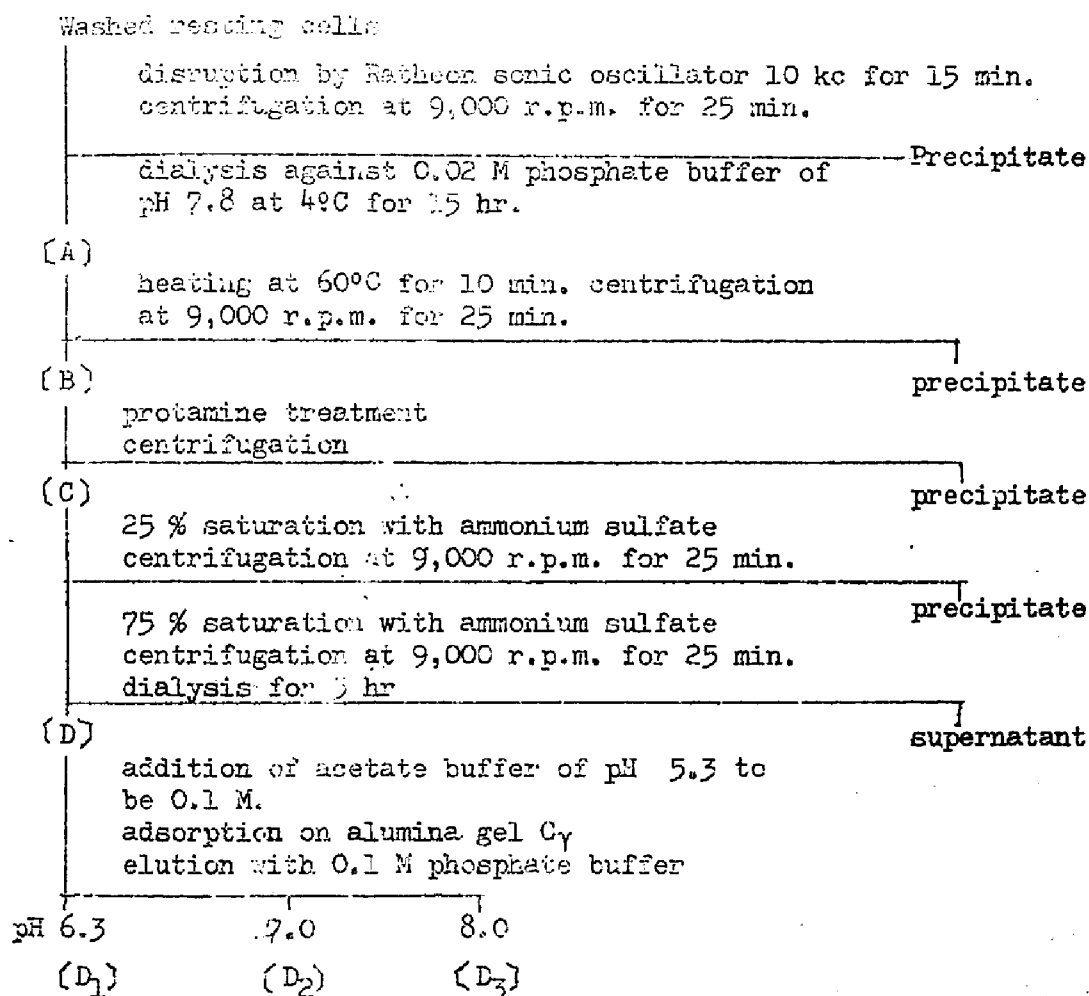 Washed resting cells
disruption by Ratheon sonic oscillator 10 kc for 15 min.
centrifugation at 9,000 r.p.m. for 25 min.
Precipitate
dialysis against 0.02 M phosphate buffer of
pH 7.8 at 4°C for 15 hr.
(A)
heating at 60°C for 10 min. centrifugation
at 9,000 r.p.m. for 25 min.
(B)
precipitate
protamine treatment
centrifugation
(C)
precipitate
25 % saturation with ammonium sulfate
centrifugation at 9,000 r.p.m. for 25 min.
precipitate
75 % saturation with ammonium sulfate
centrifugation at 9,000 r.p.m. for 25 min.
dialysis for hr
(D)
supernatant
addition of acetate buffer of pH 5.3 to
be 0.1 M.
adsorption on alumina gel Cγ
elution with 0.1 M phosphate buffer
pH 6.3 7.0 8.0
(D1) (D2) (D3)